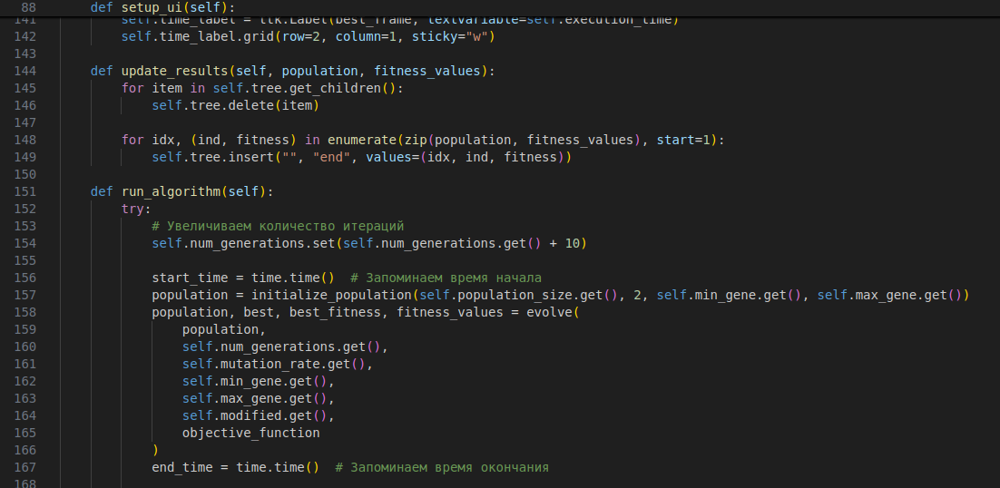 88 def setup_ui(self):
141 self.time_label = ttk.Label(best_frame, textvariable=self.execution_time)
142 self.time_label.grid(row=2, column=1, sticky="w")
143
144 def update_results(self, population, fitness_values):
145 for item in self.tree.get_children():
146 self.tree.delete(item)
147
148 for idx, (ind, fitness) in enumerate(zip(population, fitness_values), start=1):
149 self.tree.insert("", "end", values=(idx, ind, fitness))
150
151 def run_algorithm(self):
152 try:
153 # Увеличиваем количество итераций
154 self.num_generations.set(self.num_generations.get() + 10)
155
156 start_time = time.time()  # Запоминаем время начала
157 population = initialize_population(self.population_size.get(), 2, self.min_gene.get(), self.max_gene.get())
158 population, best, best_fitness, fitness_values = evolve(
159 population,
160 self.num_generations.get(),
161 self.mutation_rate.get(),
162 self.min_gene.get(),
163 self.max_gene.get(),
164 self.modified.get(),
165 objective_function
166 )
167 end_time = time.time()  # Запоминаем время окончания
168